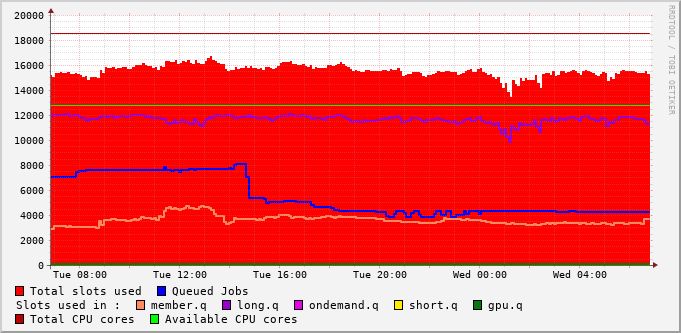 20000
18000
16000
14000
12000
10000
8000
6000
4000
2000
0
Tue 08:00 Tue 12:00 Tue 16:00 Tue 20:00 Wed 00:00 Wed 04:00
Total slots used Queued Jobs
Slots used in : member.q long.q ondemand.q short.q gpu.q
Total CPU cores Available CPU cores
RRDTOOL / TOBI OETIKER